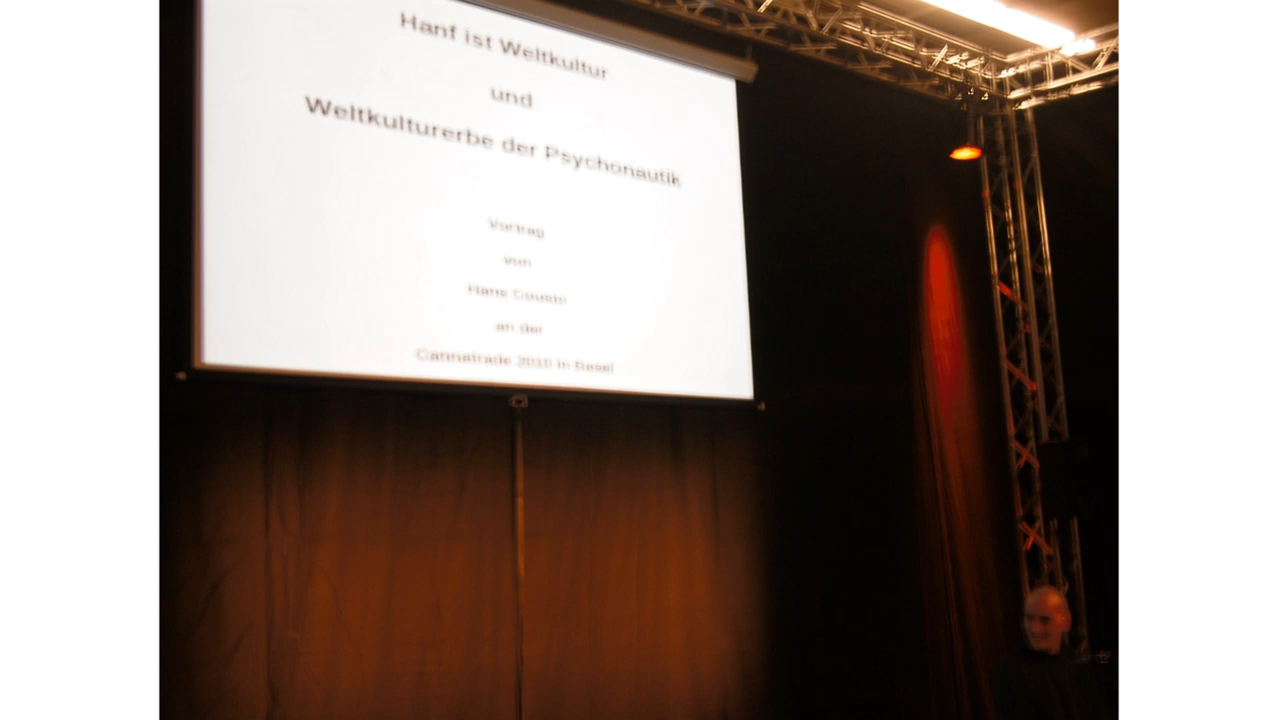 Hanf ist Weltkultur
und
Weltkulturerbe der Psychonautik
Vortrag
von
Hans Cousto
an der
Cannatrade 2010 in Basel